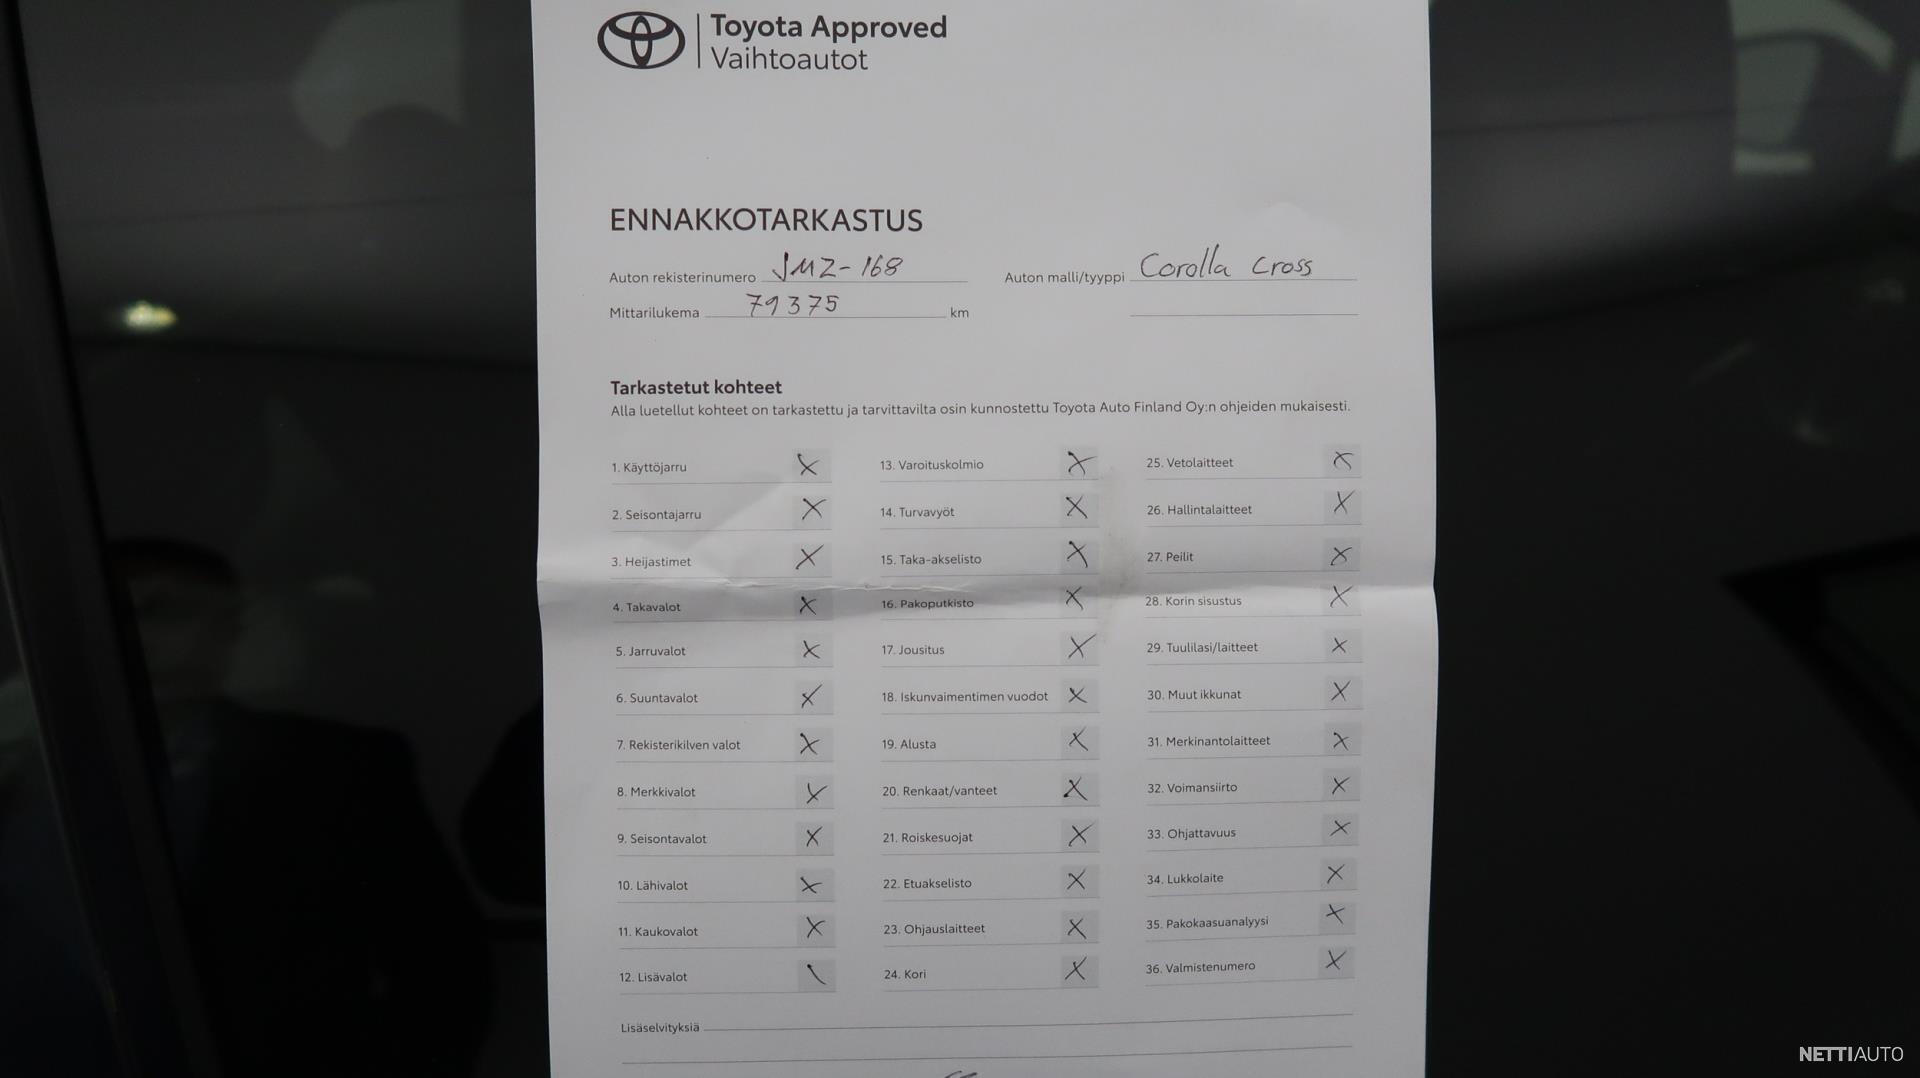 Toyota Approved
Vaihtoautot
ENNAKKOTARKASTUS
Auton rekisterinumero JMZ-168
Auton malli/tyyppi Corolla Cross
Mittarilukema 79375 km
Tarkastetut kohteet
Alla luetellut kohteet on tarkastettu ja tarvittavilta osin kunnostettu Toyota Auto Finland Oy:n ohjeiden mukaisesti.
1. Käyttöjarru X
2. Seisontajarru X
3. Heijastimet X
4. Takavalot X
5. Jarruvalot X
6. Suuntavalot X
7. Rekisterikilven valot X
8. Merkkivalot X
9. Seisontavalot X
10. Lähivalot X
11. Kaukovalot X
12. Lisävalot \
13. Varoituskolmio X
14. Turvavyöt X
15. Taka-akselisto X
16. Pakoputkisto X
17. Jousitus X
18. Iskunvaimentimen vuodot X
19. Alusta X
20. Renkaat/vanteet X
21. Roiskesuojat X
22. Etuakselisto X
23. Ohjauslaitteet X
24. Kori X
25. Vetolaitteet X
26. Hallintalaitteet X
27. Peilit X
28. Korin sisustus X
29. Tuulilasi/laitteet X
30. Muut ikkunat X
31. Merkinantolaitteet X
32. Voimansiirto X
33. Ohjattavuus X
34. Lukkolaite X
35. Pakokaasuanalyysi X
36. Valmistenumero X
Lisäselvityksiä
NETTIAUTO